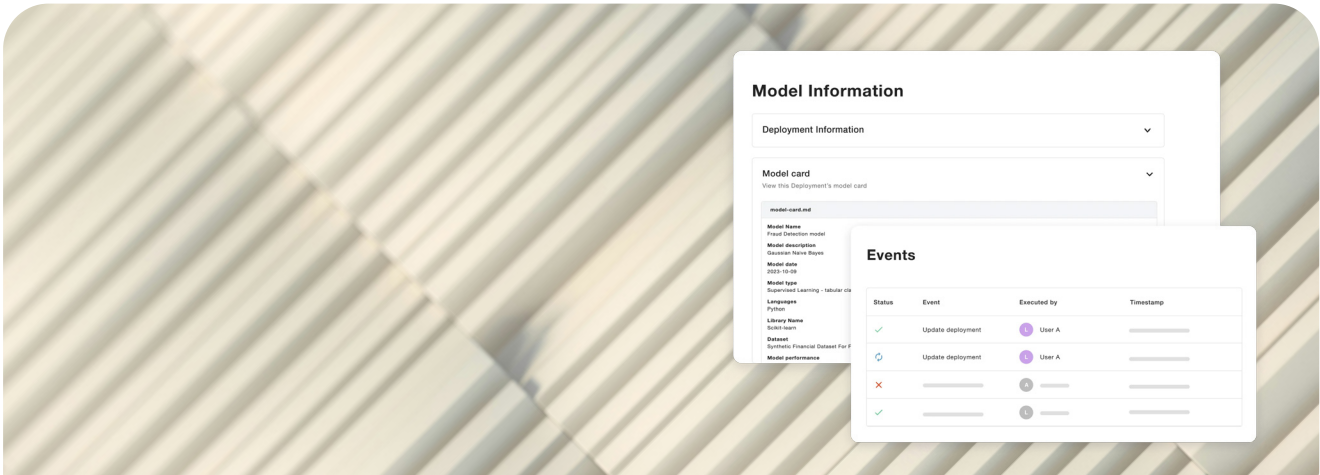 Model Information
Deployment Information
Model card
View this Deployment's model card
model-card.md
Model Name
Fraud Detection model
Model description
Gaussian Naive Bayes
Model date
2023-10-09
Model type
Supervised Learning - tabular cla
Languages
Python
Library Name
Scikit-learn
Dataset
Synthetic Financial Dataset For F
Model performance
Events
Status Event Executed by Timestamp
Update deployment L User A
Update deployment L User A
A
L